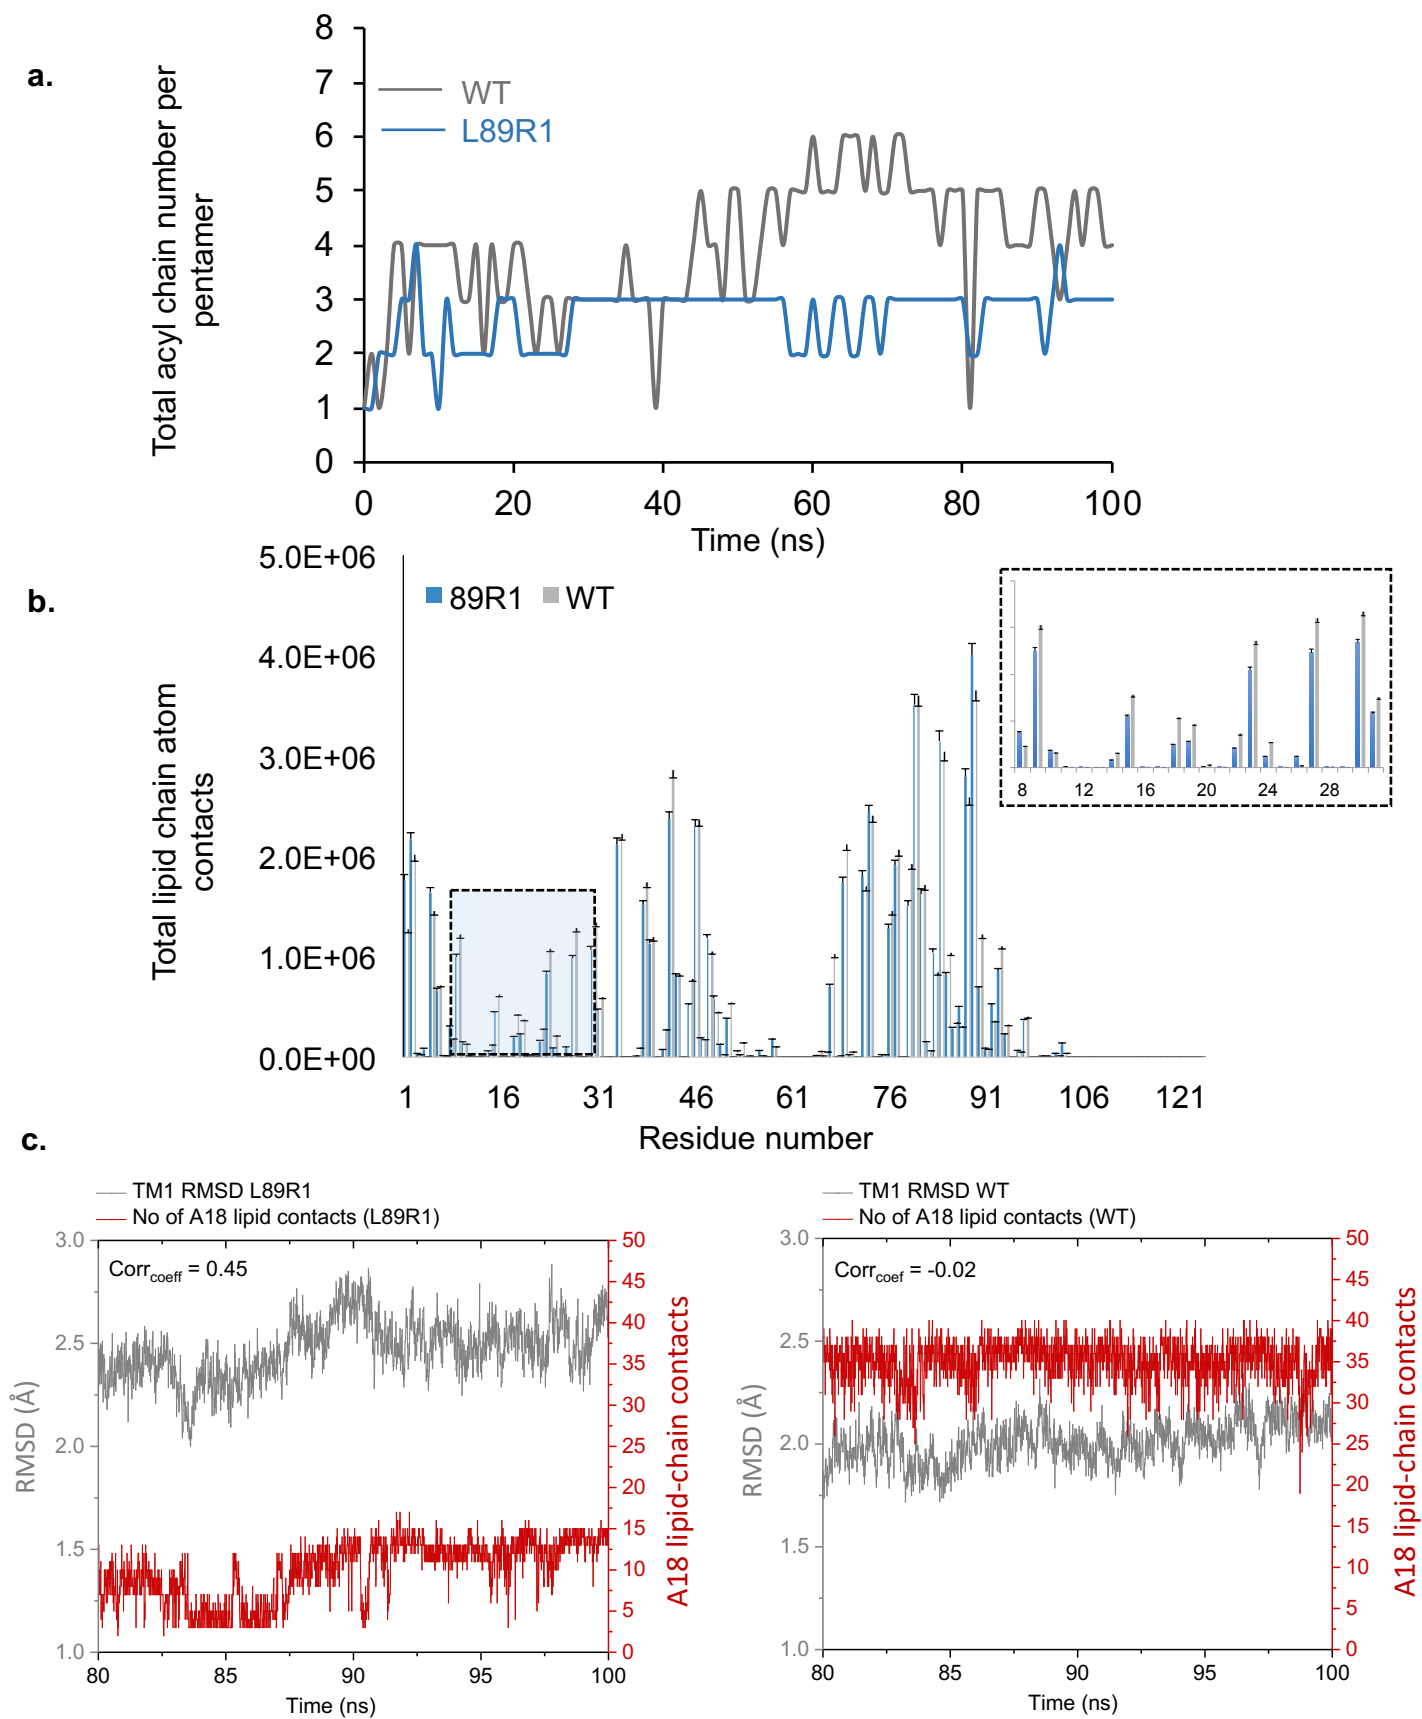 a.
Total acyl chain number per
pentamer
8
7
6
5
4
3
2
1
0
WT
L89R1
0 20 40 60 80 100
Time (ns)
b.
Total lipid chain atom
contacts
5.0E+06
4.0E+06
3.0E+06
2.0E+06
1.0E+06
0.0E+00
89R1 WT
8 12 16 20 24 28
1 16 31 46 61 76 91 106 121
Residue number
c.
TM1 RMSD L89R1
No of A18 lipid contacts (L89R1)
Corrcoeff = 0.45
RMSD (Å)
3.0
2.5
2.0
1.5
1.0
50
45
40
35
30
25
20
15
10
5
0
A18 lipid-chain contacts
80 85 90 95 100
Time (ns)
TM1 RMSD WT
No of A18 lipid contacts (WT)
Corrcoef = -0.02
RMSD (Å)
3.0
2.5
2.0
1.5
1.0
50
45
40
35
30
25
20
15
10
5
0
A18 lipid-chain contacts
80 85 90 95 100
Time (ns)